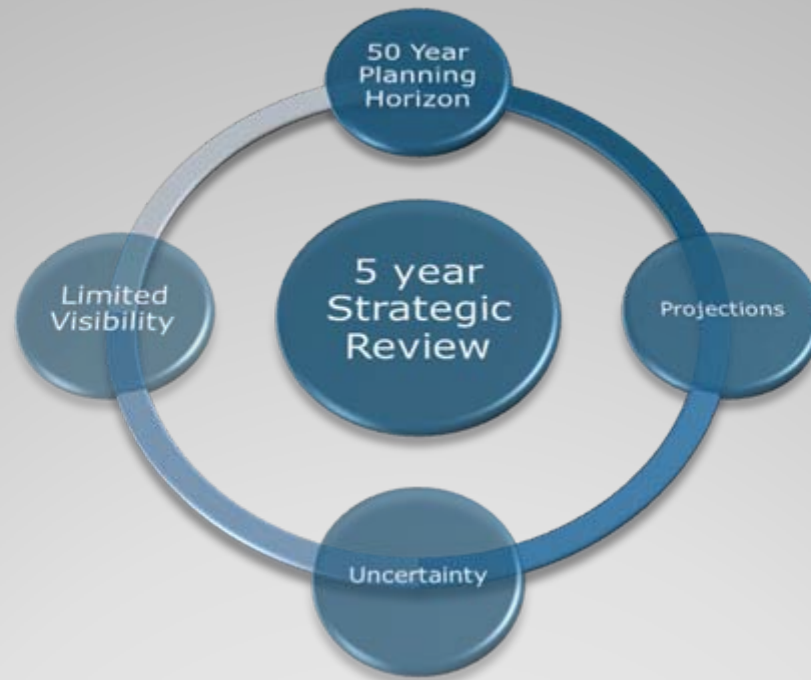 50 Year
Planning
Horizon
Limited
Visibility
5 year
Strategic
Review
Projections
Uncertainty